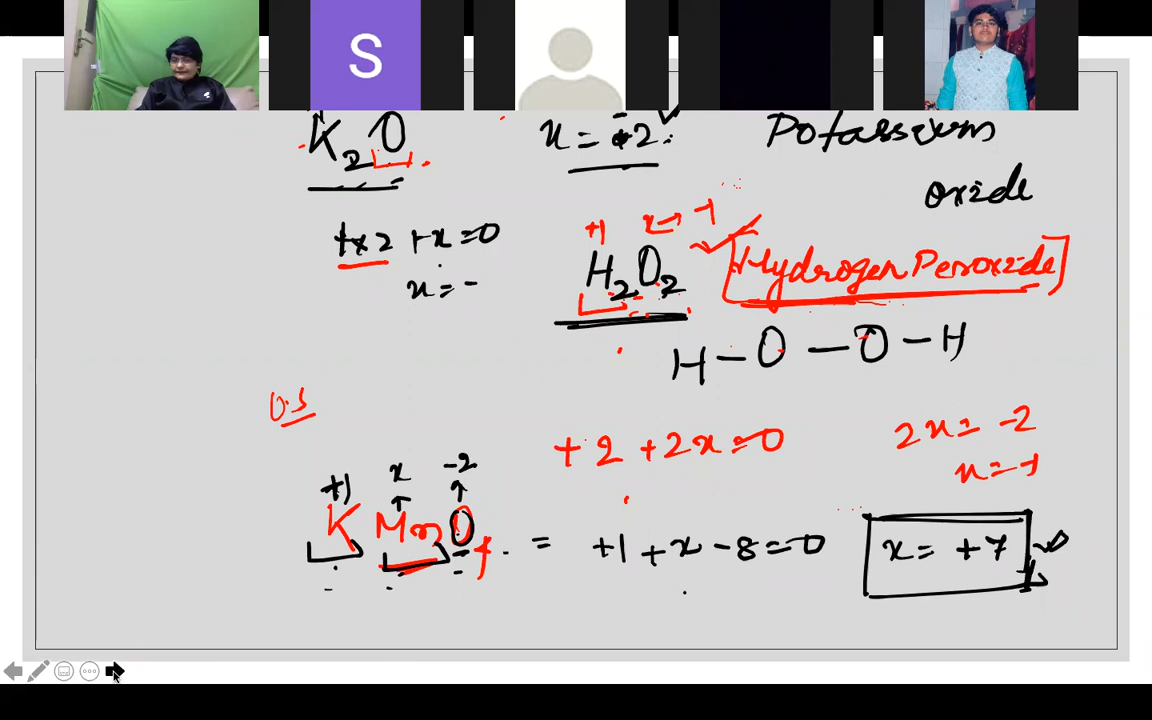 S
K2O
x = -2
Potassium
oxide
+1×2 +x=0
x = -
+1 x→ -1
H2O2
[Hydrogen Peroxide]
H - O - O - H
O.S
+2 +2x=0
2x = -2
x = -1
+1 x -2
KMnO4 = +1 +x -8=0
x = +7